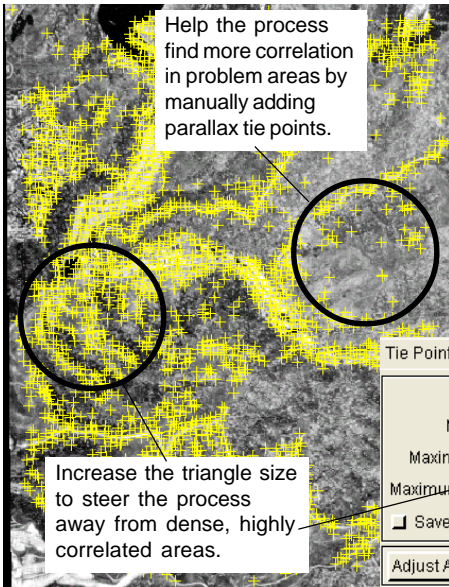 Help the process
find more correlation
in problem areas by
manually adding
parallax tie points.
Tie Point
Maximum
Save
Adjust
Increase the triangle size
to steer the process
away from dense, highly
correlated areas.